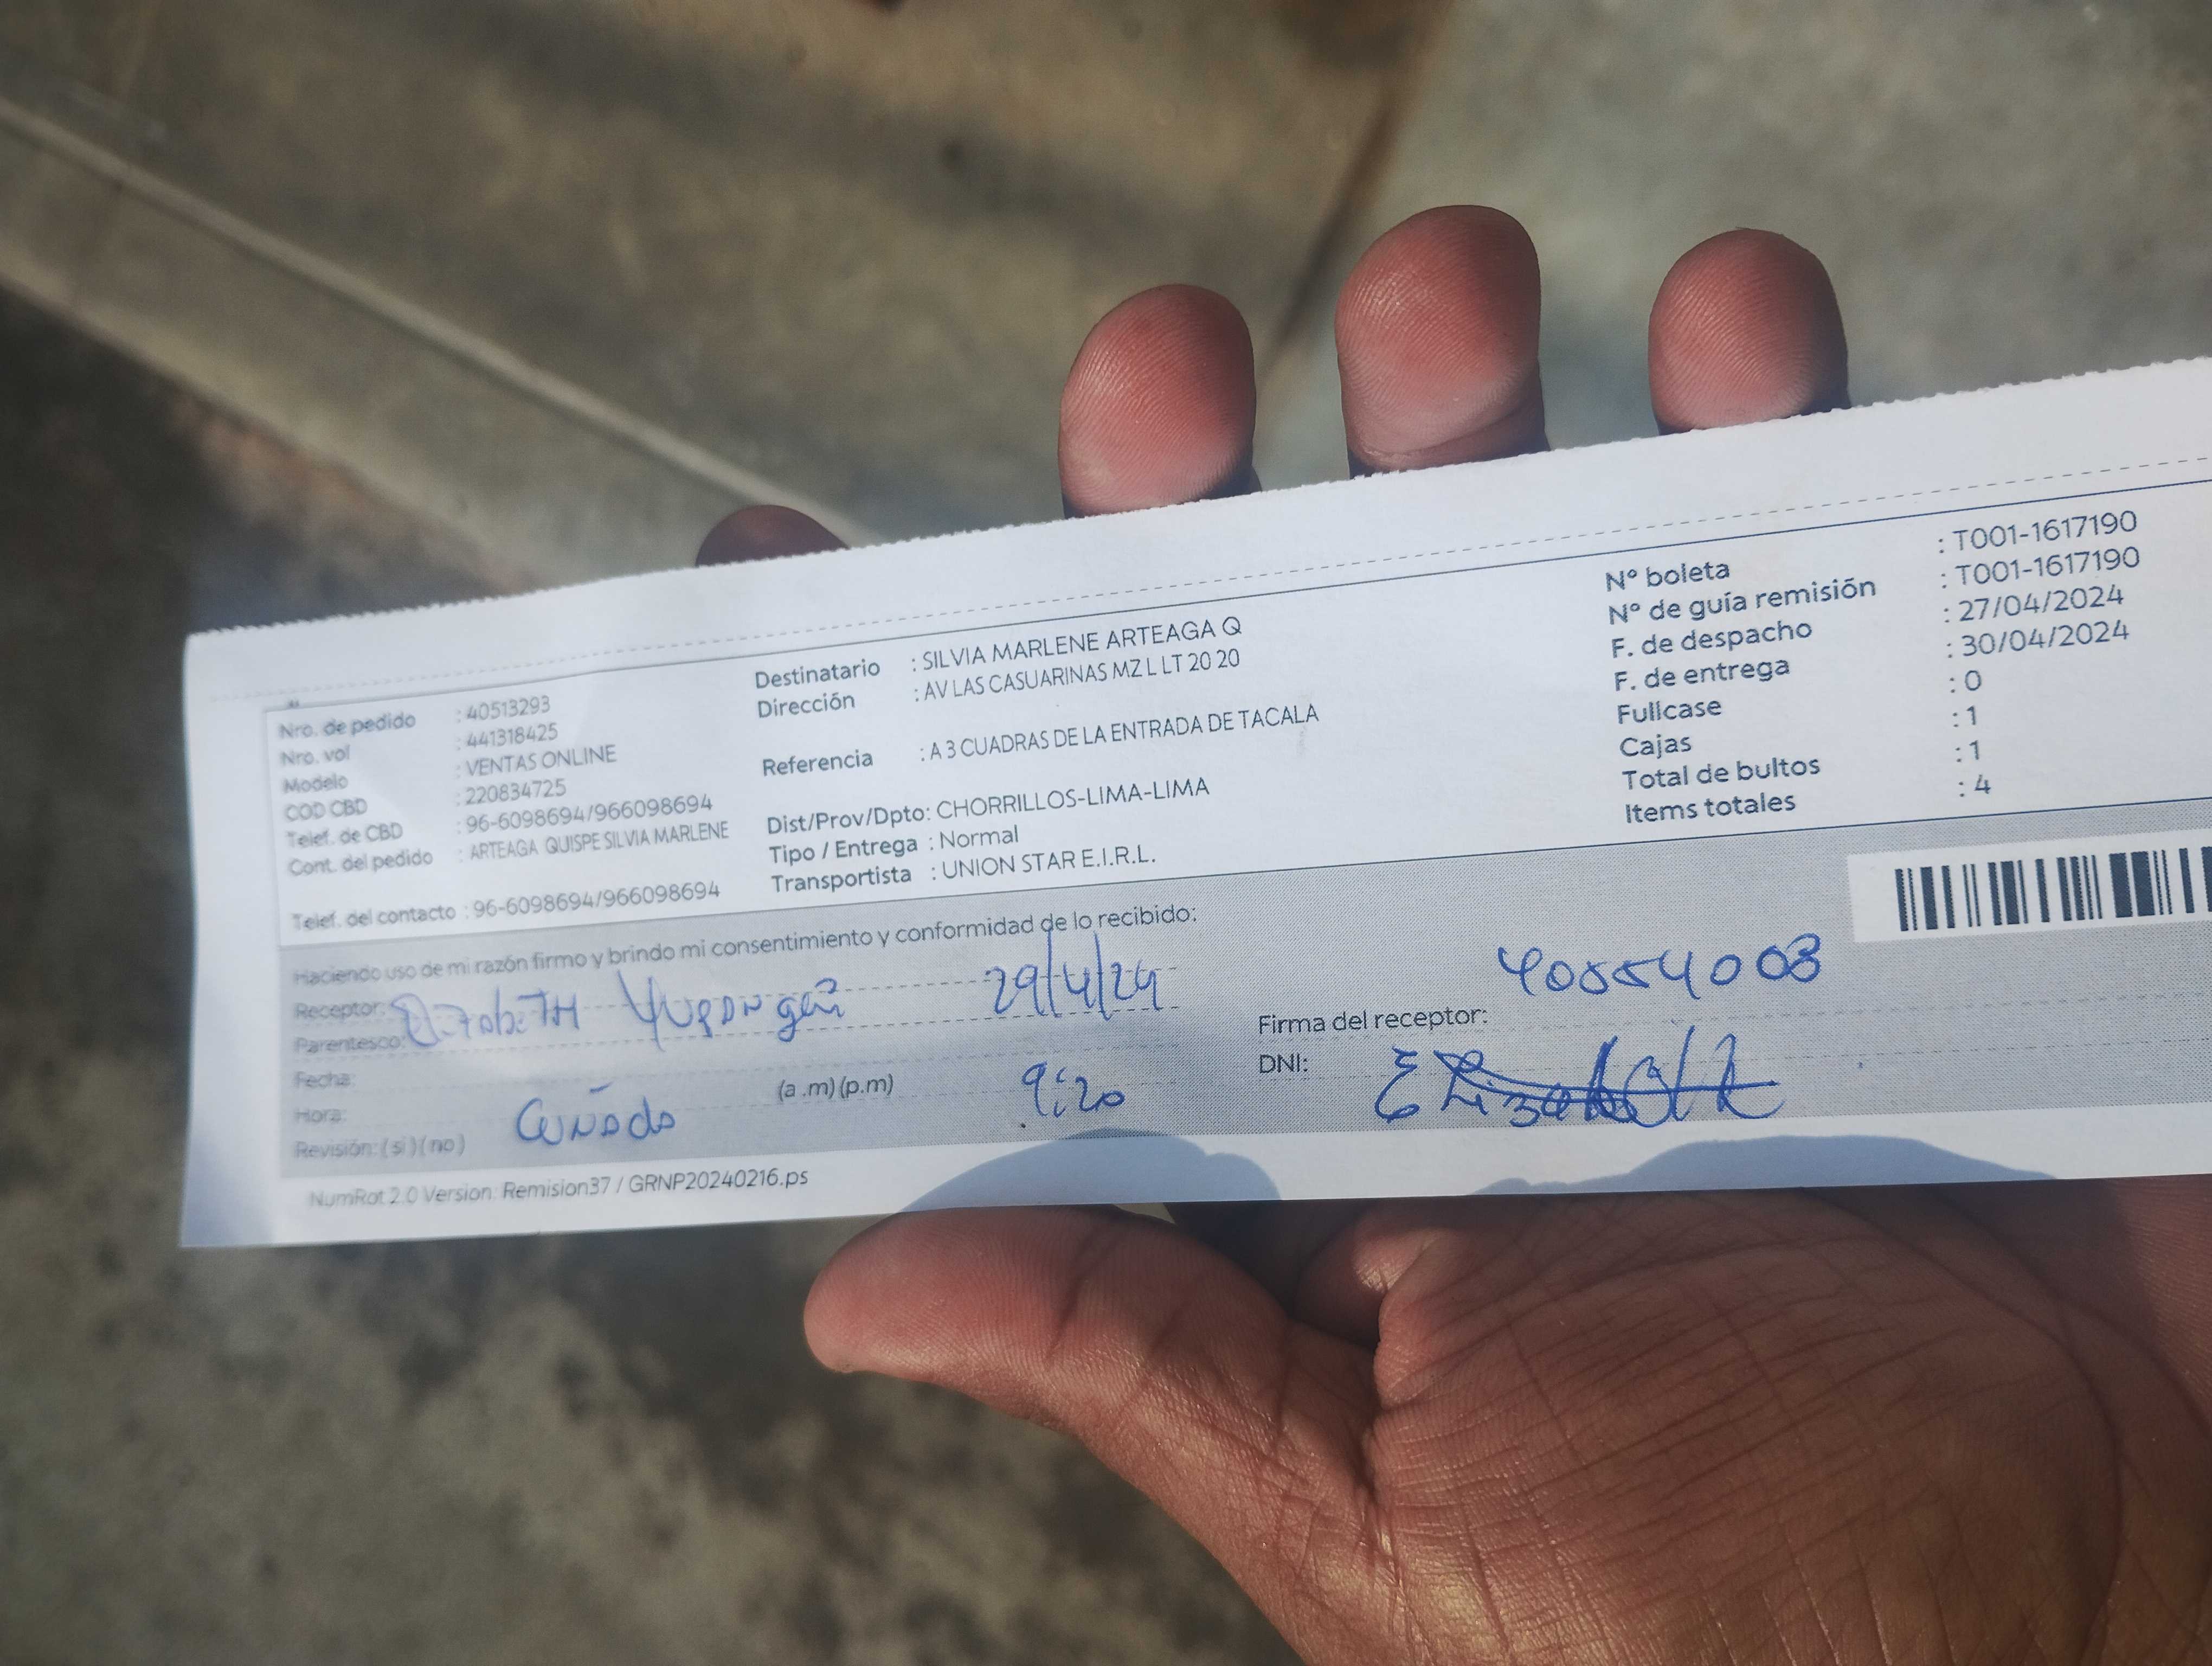 Nro. de pedido : 40513293
Nro. vol : 441318425
Modelo : VENTAS ONLINE
COD CBD : 220834725
Telef. de CBD : 96-6098694/966098694
Cont. del pedido : ARTEAGA QUISPE SILVIA MARLENE
Telef. del contacto : 96-6098694/966098694
Destinatario : SILVIA MARLENE ARTEAGA Q
Dirección : AV LAS CASUARINAS MZ L LT 20 20
Referencia : A 3 CUADRAS DE LA ENTRADA DE TACALA
Dist/Prov/Dpto: CHORRILLOS-LIMA-LIMA
Tipo / Entrega : Normal
Transportista : UNION STAR E.I.R.L.
N° boleta : T001-1617190
N° de guía remisión : T001-1617190
F. de despacho : 27/04/2024
F. de entrega : 30/04/2024
Fullcase : 0
Cajas : 1
Total de bultos : 1
Items totales : 4
Haciendo uso de mi razón firmo y brindo mi consentimiento y conformidad de lo recibido:
Receptor: 29/4/24
Parentesco:
Fecha:
Hora: (a .m) (p.m) 9:20
Revisión: ( si ) ( no ) Cuñado
40554003
Firma del receptor:
DNI:
NumRot 2.0 Version: Remision37 / GRNP20240216.ps